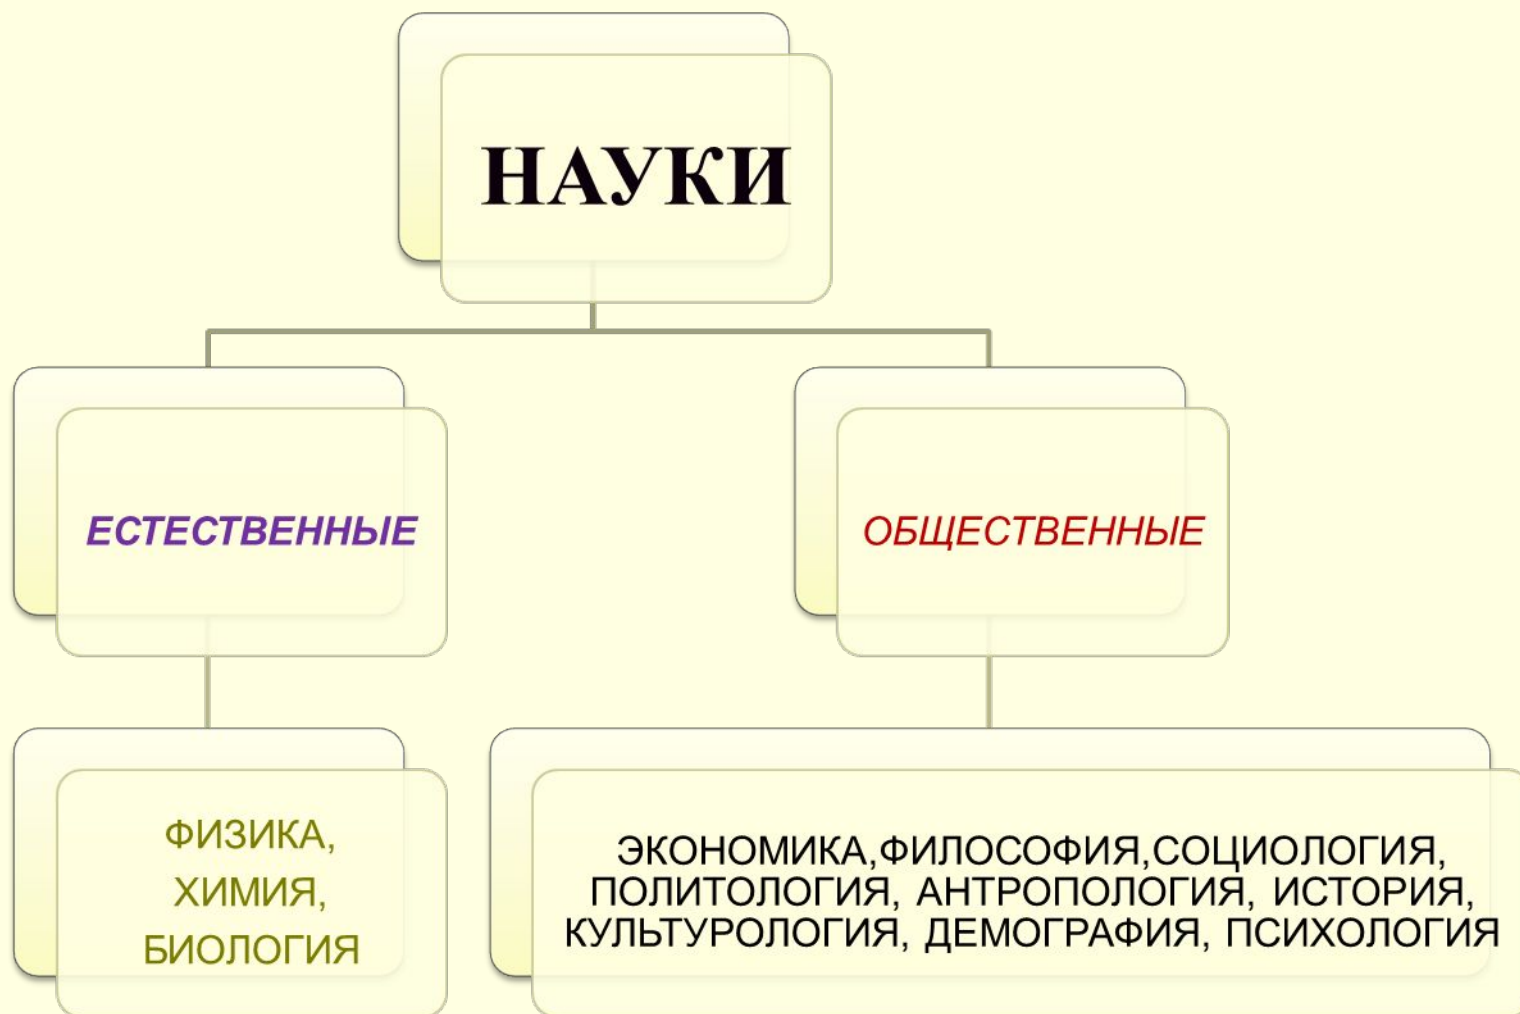 НАУКИ
ЕСТЕСТВЕННЫЕ
ОБЩЕСТВЕННЫЕ
ФИЗИКА,
ХИМИЯ,
БИОЛОГИЯ
ЭКОНОМИКА,ФИЛОСОФИЯ,СОЦИОЛОГИЯ,
ПОЛИТОЛОГИЯ, АНТРОПОЛОГИЯ, ИСТОРИЯ,
КУЛЬТУРОЛОГИЯ, ДЕМОГРАФИЯ, ПСИХОЛОГИЯ